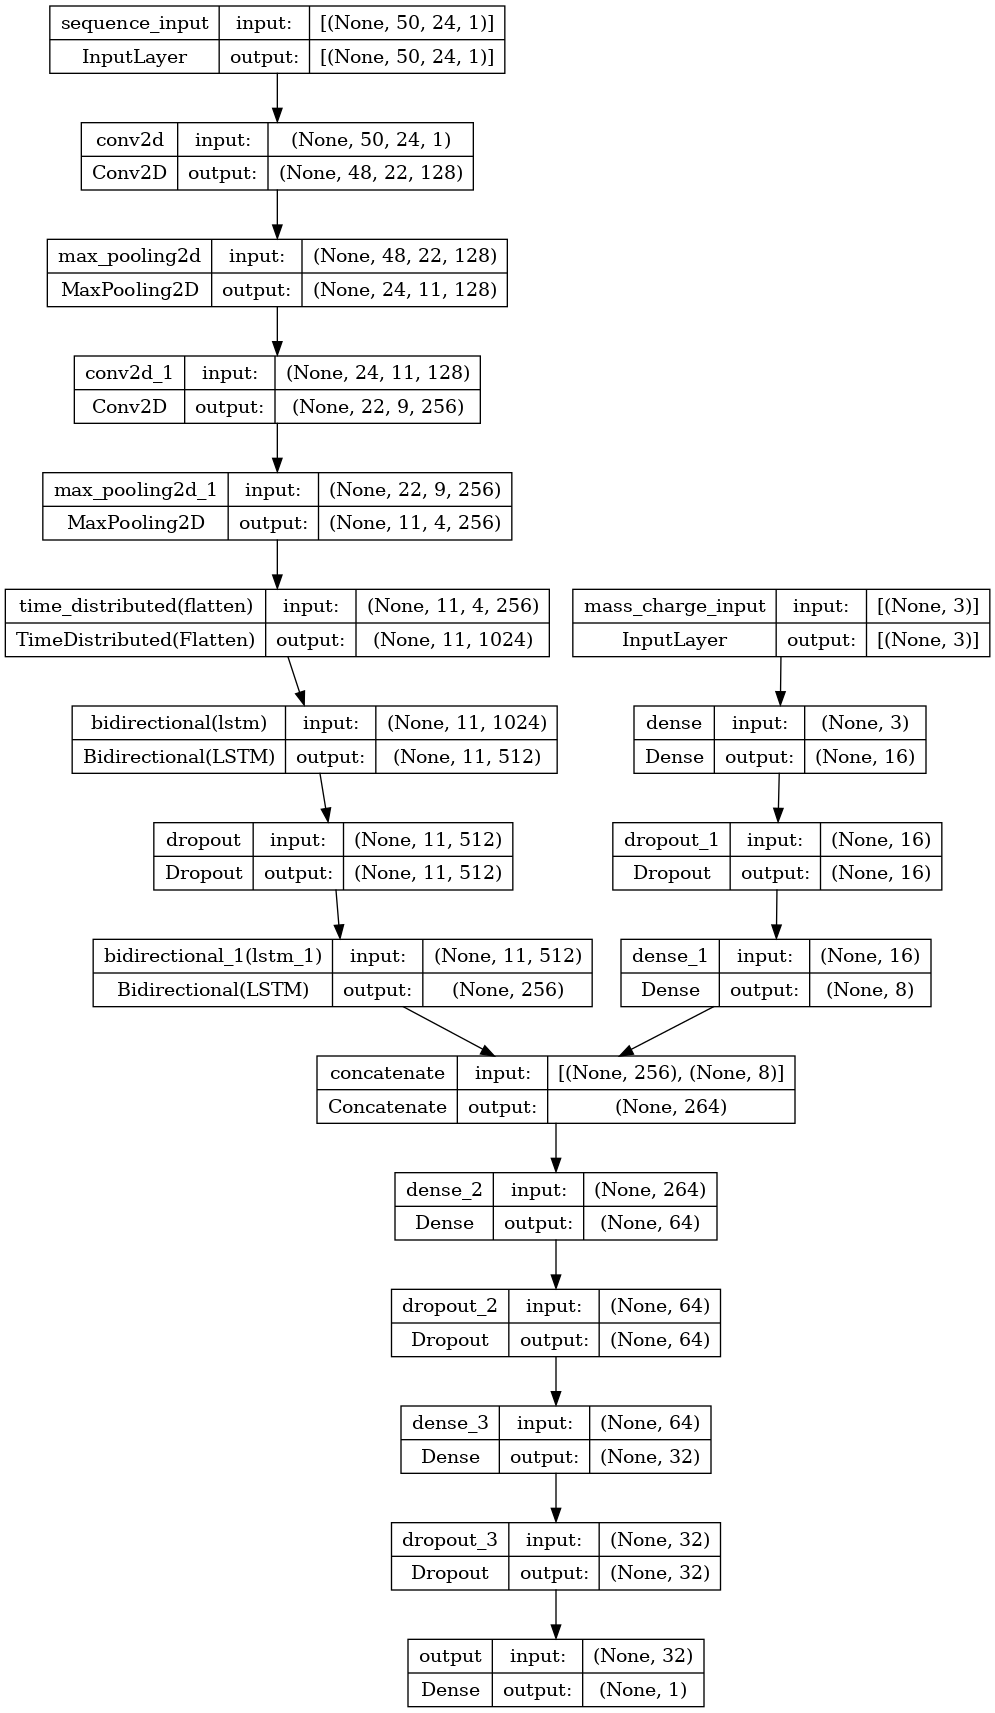 sequence_input input: [(None, 50, 24, 1)]
InputLayer output: [(None, 50, 24, 1)]
conv2d input: (None, 50, 24, 1)
Conv2D output: (None, 48, 22, 128)
max_pooling2d input: (None, 48, 22, 128)
MaxPooling2D output: (None, 24, 11, 128)
conv2d_1 input: (None, 24, 11, 128)
Conv2D output: (None, 22, 9, 256)
max_pooling2d_1 input: (None, 22, 9, 256)
MaxPooling2D output: (None, 11, 4, 256)
time_distributed(flatten) input: (None, 11, 4, 256)
TimeDistributed(Flatten) output: (None, 11, 1024)
mass_charge_input input: [(None, 3)]
InputLayer output: [(None, 3)]
bidirectional(lstm) input: (None, 11, 1024)
Bidirectional(LSTM) output: (None, 11, 512)
dense input: (None, 3)
Dense output: (None, 16)
dropout input: (None, 11, 512)
Dropout output: (None, 11, 512)
dropout_1 input: (None, 16)
Dropout output: (None, 16)
bidirectional_1(lstm_1) input: (None, 11, 512)
Bidirectional(LSTM) output: (None, 256)
dense_1 input: (None, 16)
Dense output: (None, 8)
concatenate input: [(None, 256), (None, 8)]
Concatenate output: (None, 264)
dense_2 input: (None, 264)
Dense output: (None, 64)
dropout_2 input: (None, 64)
Dropout output: (None, 64)
dense_3 input: (None, 64)
Dense output: (None, 32)
dropout_3 input: (None, 32)
Dropout output: (None, 32)
output input: (None, 32)
Dense output: (None, 1)